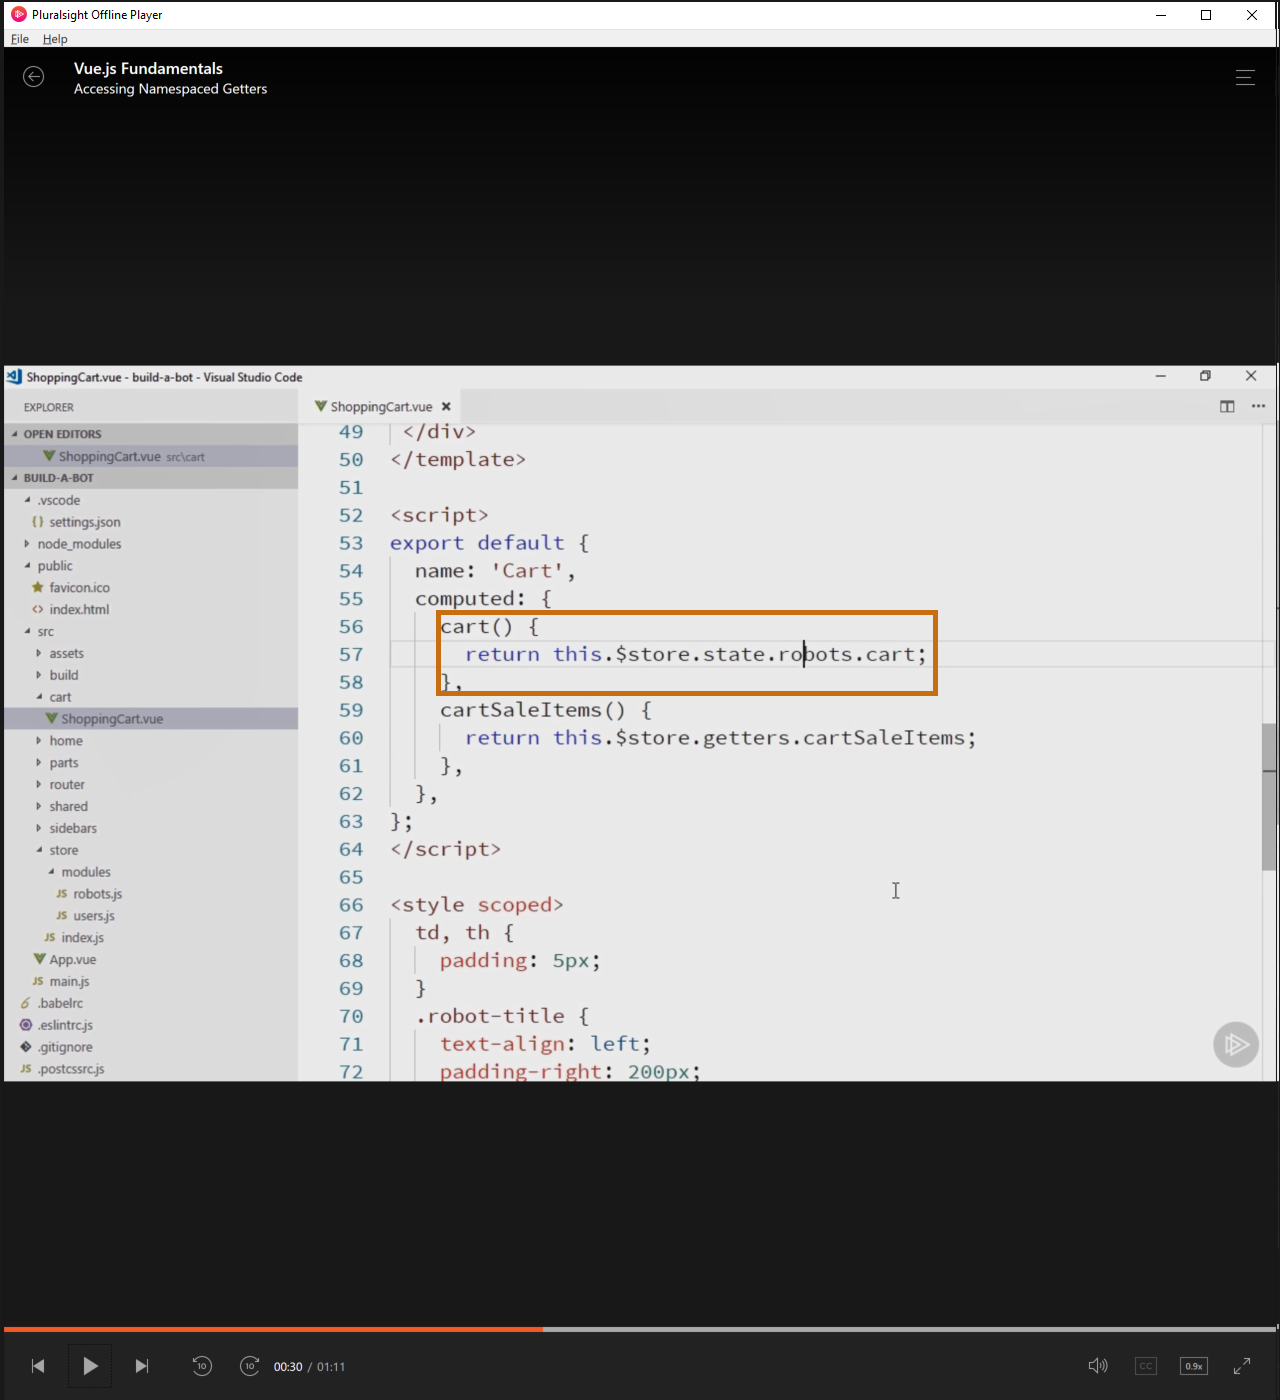 Pluralsight Offline Player
File Help
Vue.js Fundamentals
Accessing Namespaced Getters
ShoppingCart.vue - build-a-bot - Visual Studio Code
EXPLORER
OPEN EDITORS
ShoppingCart.vue src\cart
BUILD-A-BOT
.vscode
{} settings.json
node_modules
public
favicon.ico
<> index.html
src
assets
build
cart
ShoppingCart.vue
home
parts
router
shared
sidebars
store
modules
JS robots.js
JS users.js
JS index.js
App.vue
JS main.js
.babelrc
.eslintrc.js
.gitignore
JS .postcssrc.js
ShoppingCart.vue
49 </div>
50 </template>
51
52 <script>
53 export default {
54 name: 'Cart',
55 computed: {
56 cart() {
57 return this.$store.state.robots.cart;
58 },
59 cartSaleItems() {
60 return this.$store.getters.cartSaleItems;
61 },
62 },
63 };
64 </script>
65
66 <style scoped>
67 td, th {
68 padding: 5px;
69 }
70 .robot-title {
71 text-align: left;
72 padding-right: 200px;
10
10
00:30 / 01:11
CC
0.9x